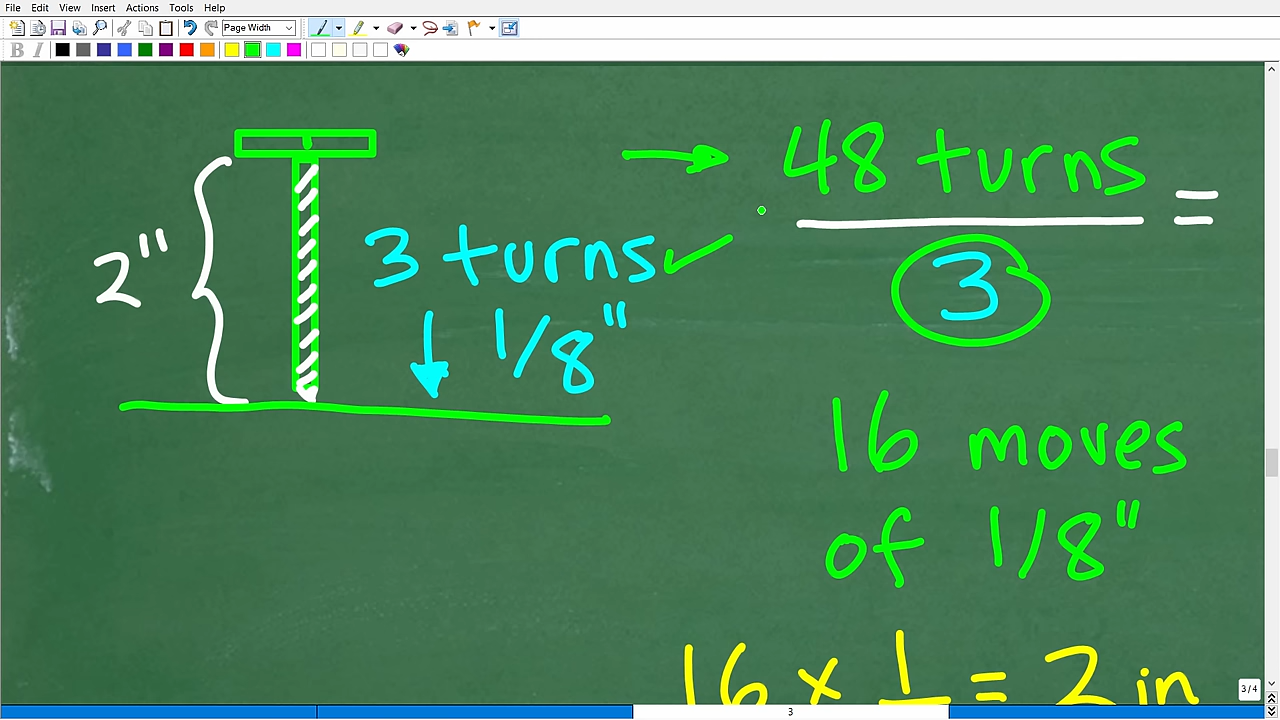 File Edit View Insert Actions Tools Help
Page Width
B I
48 turns =
3
2"
3 turns
1/8"
16 moves
of 1/8"
16 x 1 = 2 in
3/4
3